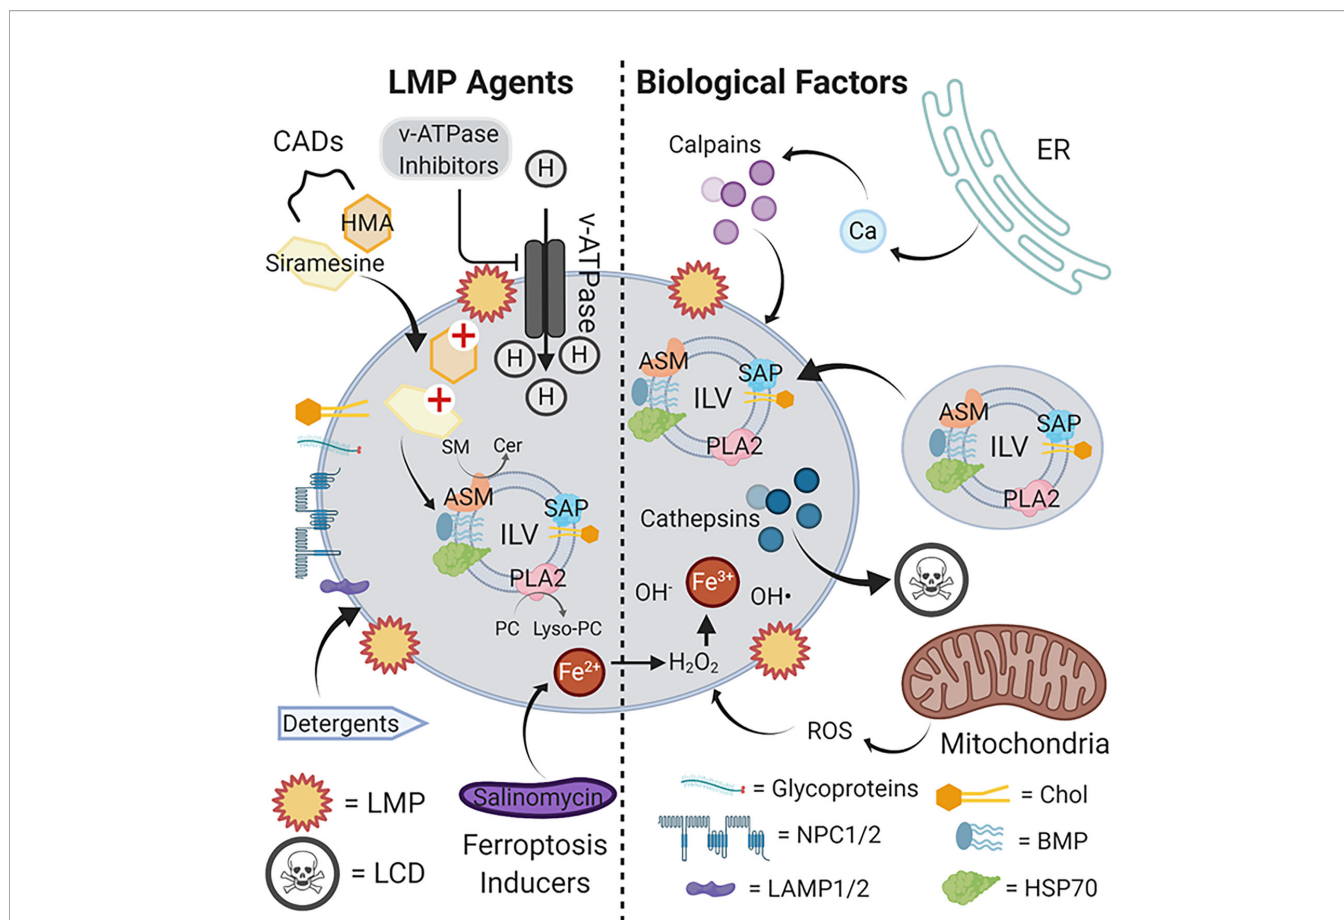 LMP Agents
Biological Factors
CADs
v-ATPase
Inhibitors
H
HMA
Siramesine
v-ATPase
H
H
H
SM
Cer
ASM
SAP
ILV
PLA2
PC
Lyso-PC
Fe²⁺
Detergents
Salinomycin
Ferroptosis
Inducers
= LMP
= LCD
Calpains
ER
Ca
ASM
SAP
ILV
PLA2
ASM
SAP
ILV
PLA2
Cathepsins
Fe³⁺
OH⁻
OH•
H₂O₂
ROS
Mitochondria
= Glycoproteins
= Chol
= NPC1/2
= BMP
= LAMP1/2
= HSP70